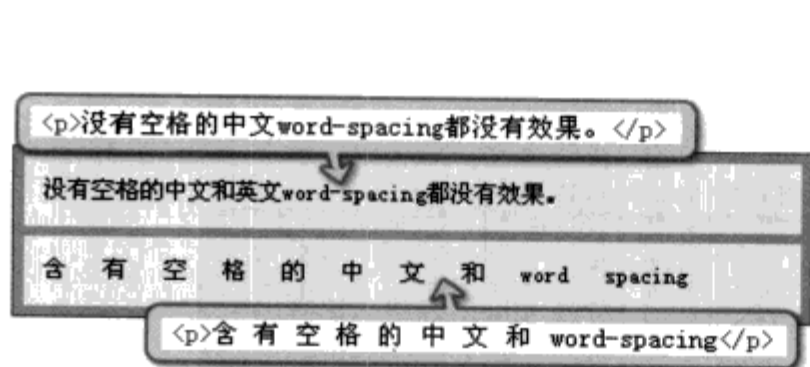 <p>没有空格的中文word-spacing都没有效果。</p>
没有空格的中文和英文word-spacing都没有效果。
含 有 空 格 的 中 文 和 word spacing
<p>含 有 空 格 的 中 文 和 word-spacing</p>